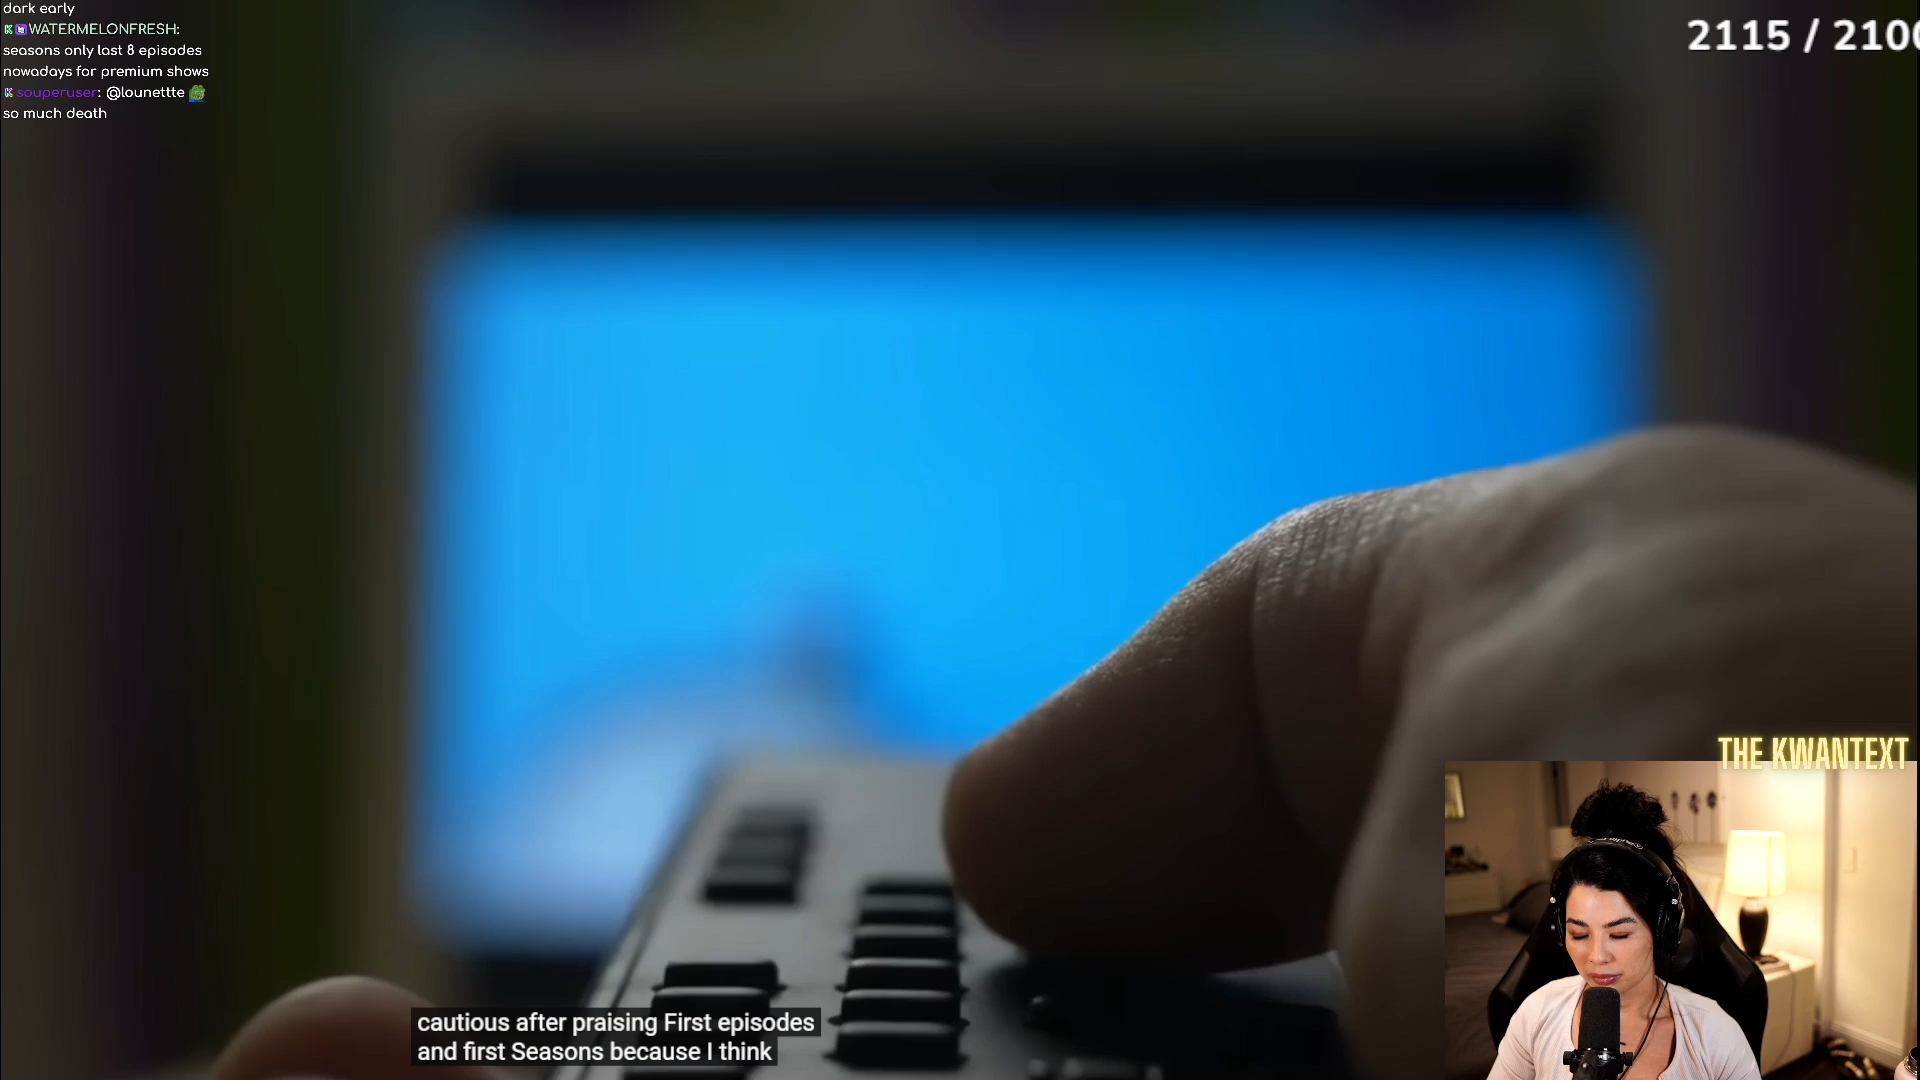 dark early
WATERMELONFRESH:
seasons only last 8 episodes
nowadays for premium shows
souperuser: @lounettte
so much death
2115 / 2100
THE KWANTEXT
cautious after praising First episodes
and first Seasons because I think